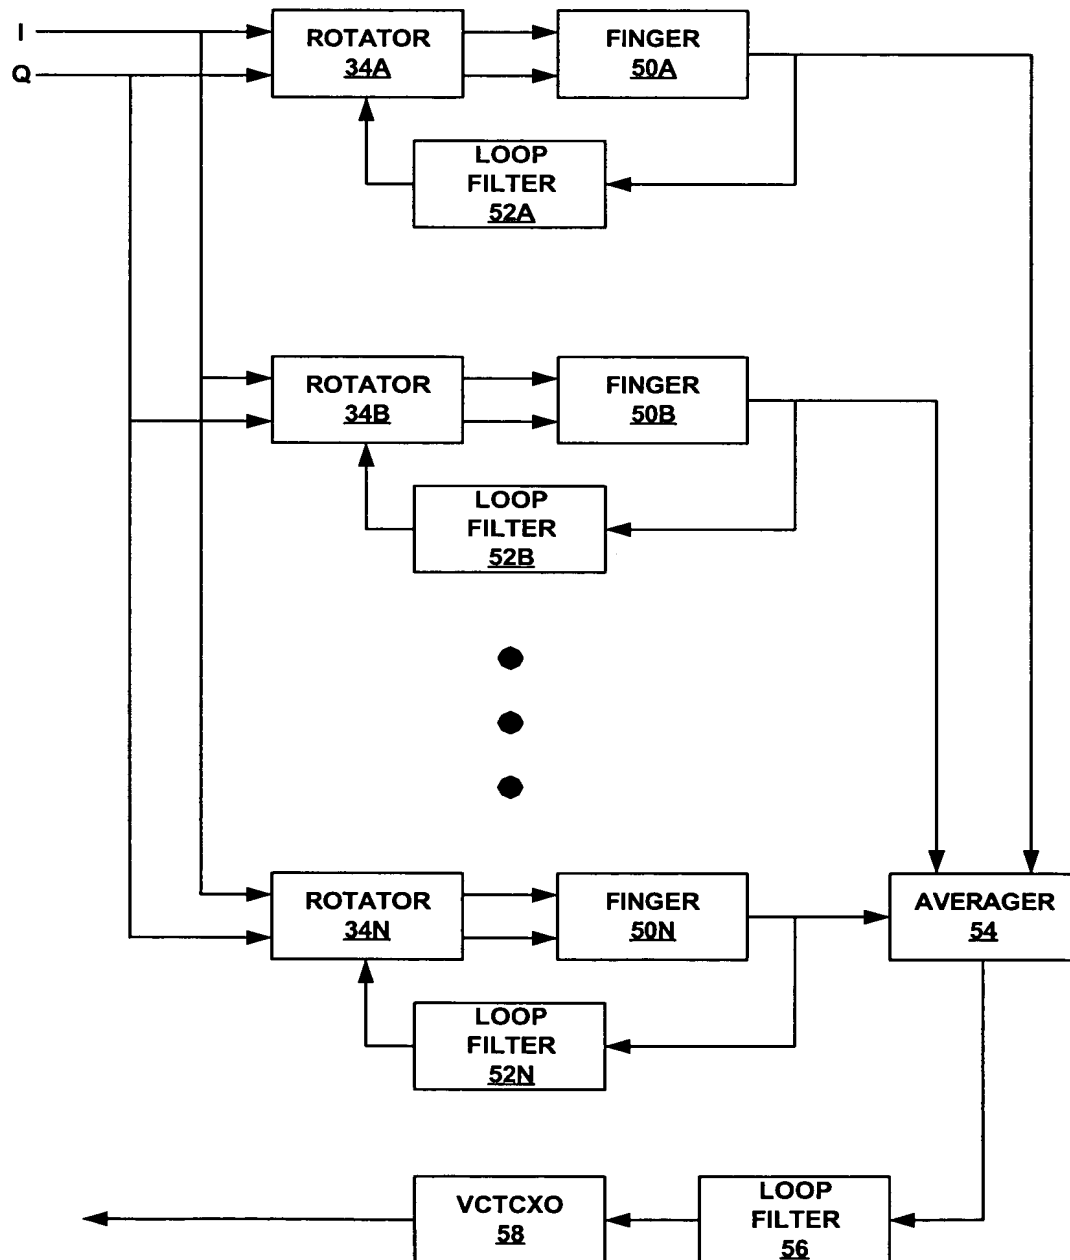 I
Q
ROTATOR
34A
FINGER
50A
LOOP
FILTER
52A
ROTATOR
34B
FINGER
50B
LOOP
FILTER
52B
ROTATOR
34N
FINGER
50N
AVERAGER
54
LOOP
FILTER
52N
VCTCXO
58
LOOP
FILTER
56